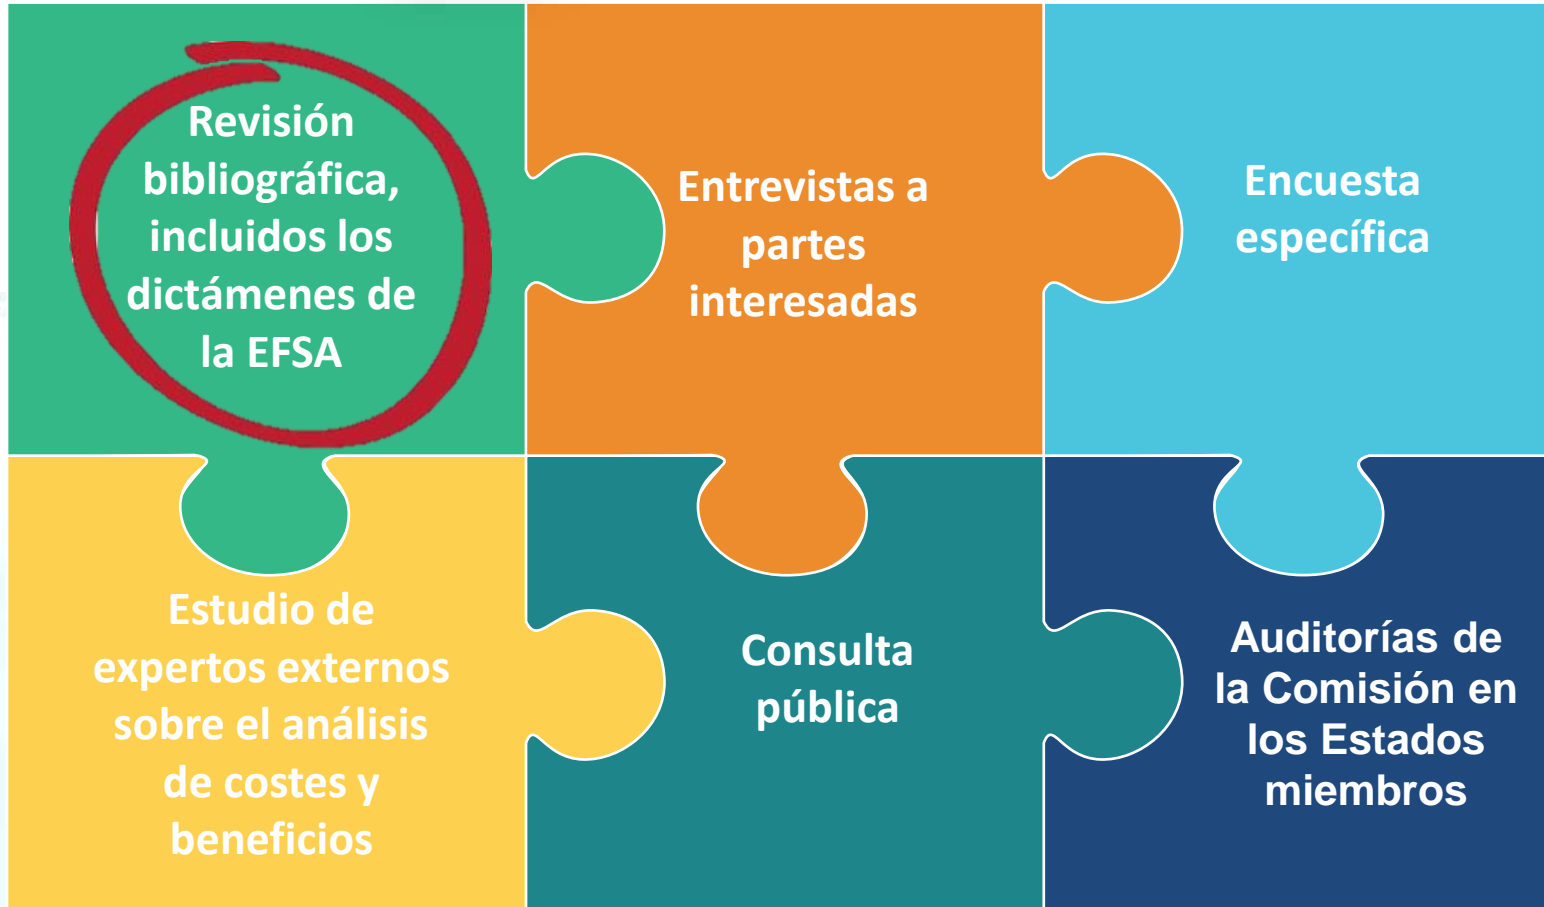 Revisión
bibliográfica,
incluidos los
dictámenes de
la EFSA
Entrevistas a
partes
interesadas
Encuesta
específica
Estudio de
expertos externos
sobre el análisis
de costes y
beneficios
Consulta
pública
Auditorías de
la Comisión en
los Estados
miembros